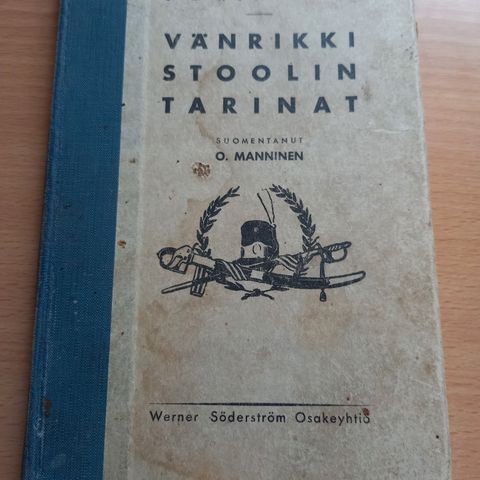 VÄNRIKKI
STOOLIN
TARINAT
SUOMENTANUT
O. MANNINEN
Werner Söderström Osakeyhtiö